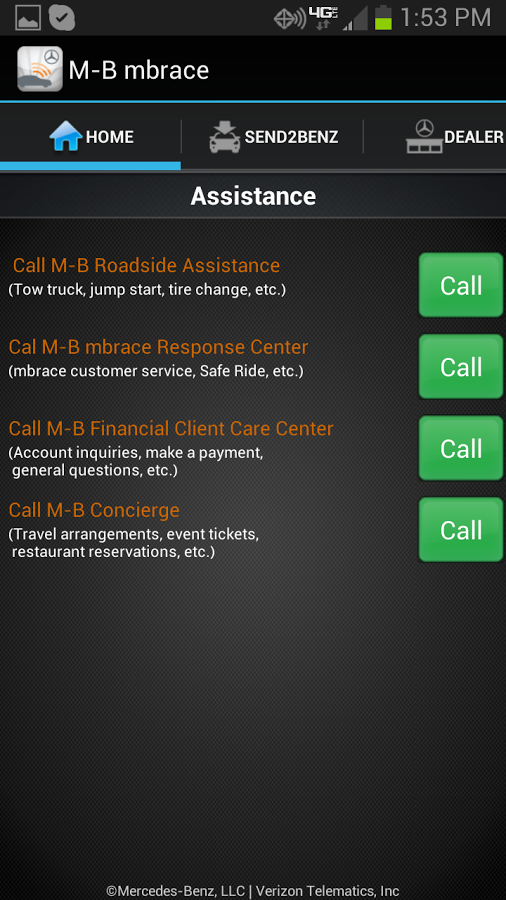 4G LTE 1:53 PM
M-B mbrace
HOME SEND2BENZ DEALER
Assistance
Call M-B Roadside Assistance
(Tow truck, jump start, tire change, etc.)
Call
Cal M-B mbrace Response Center
(mbrace customer service, Safe Ride, etc.)
Call
Call M-B Financial Client Care Center
(Account inquiries, make a payment,
general questions, etc.)
Call
Call M-B Concierge
(Travel arrangements, event tickets,
restaurant reservations, etc.)
Call
©Mercedes-Benz, LLC | Verizon Telematics, Inc